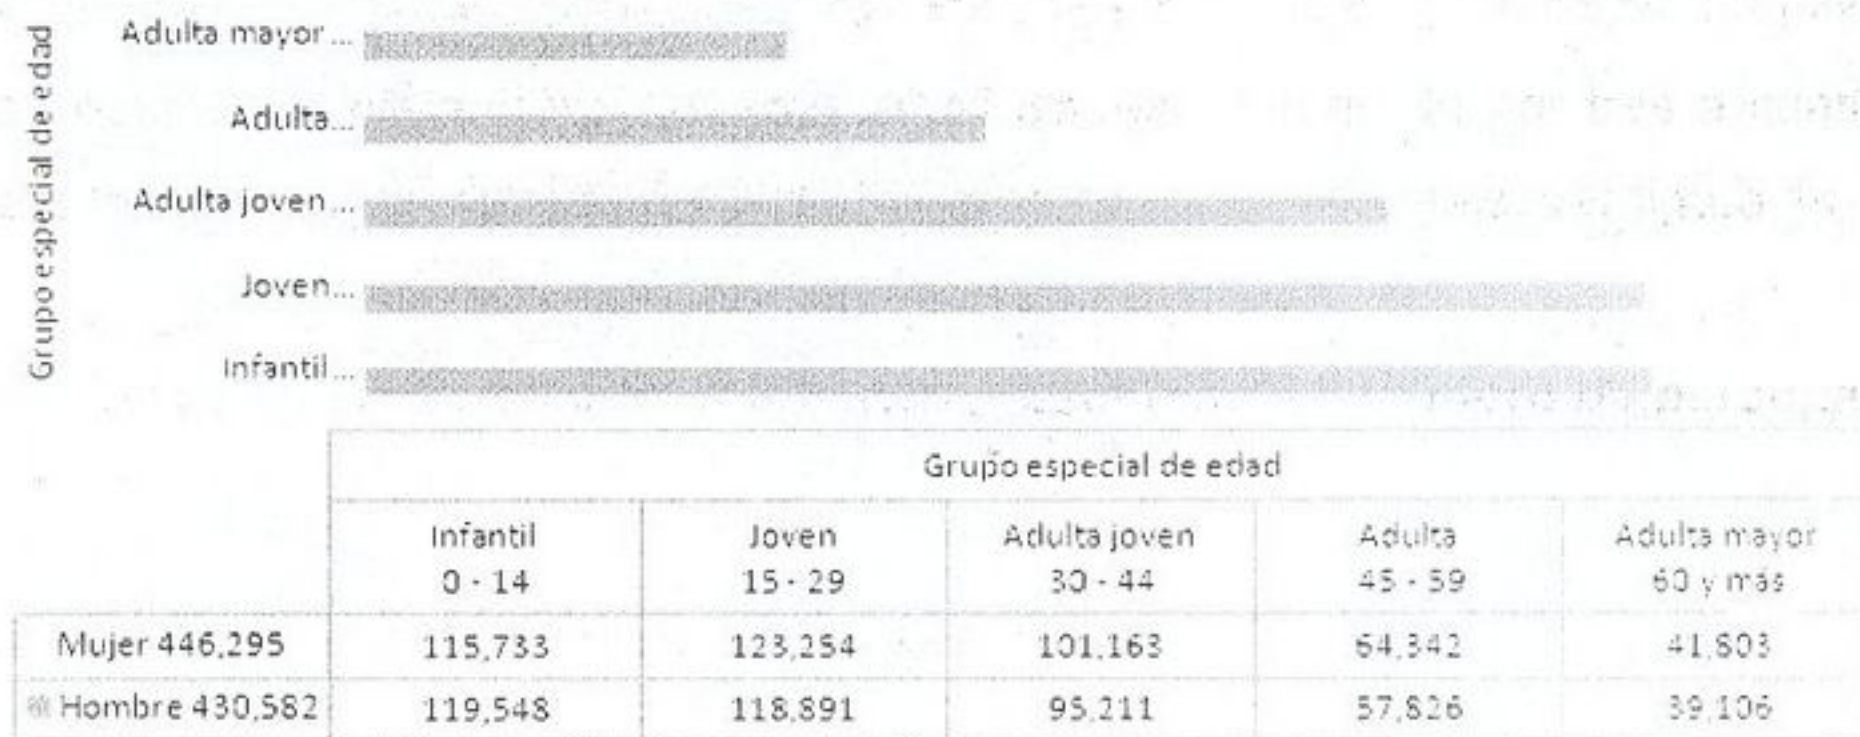 Grupo especial de edad
Adulta mayor...
Adulta...
Adulta joven...
Joven...
Infantil...
Grupo especial de edad
Infantil
0 - 14
Joven
15 - 29
Adulta joven
30 - 44
Adulta
45 - 59
Adulta mayor
60 y más
Mujer 446,295 115,733 123,254 101,163 64,342 41,803
Hombre 430,582 119,548 118,891 95,211 57,826 39,106